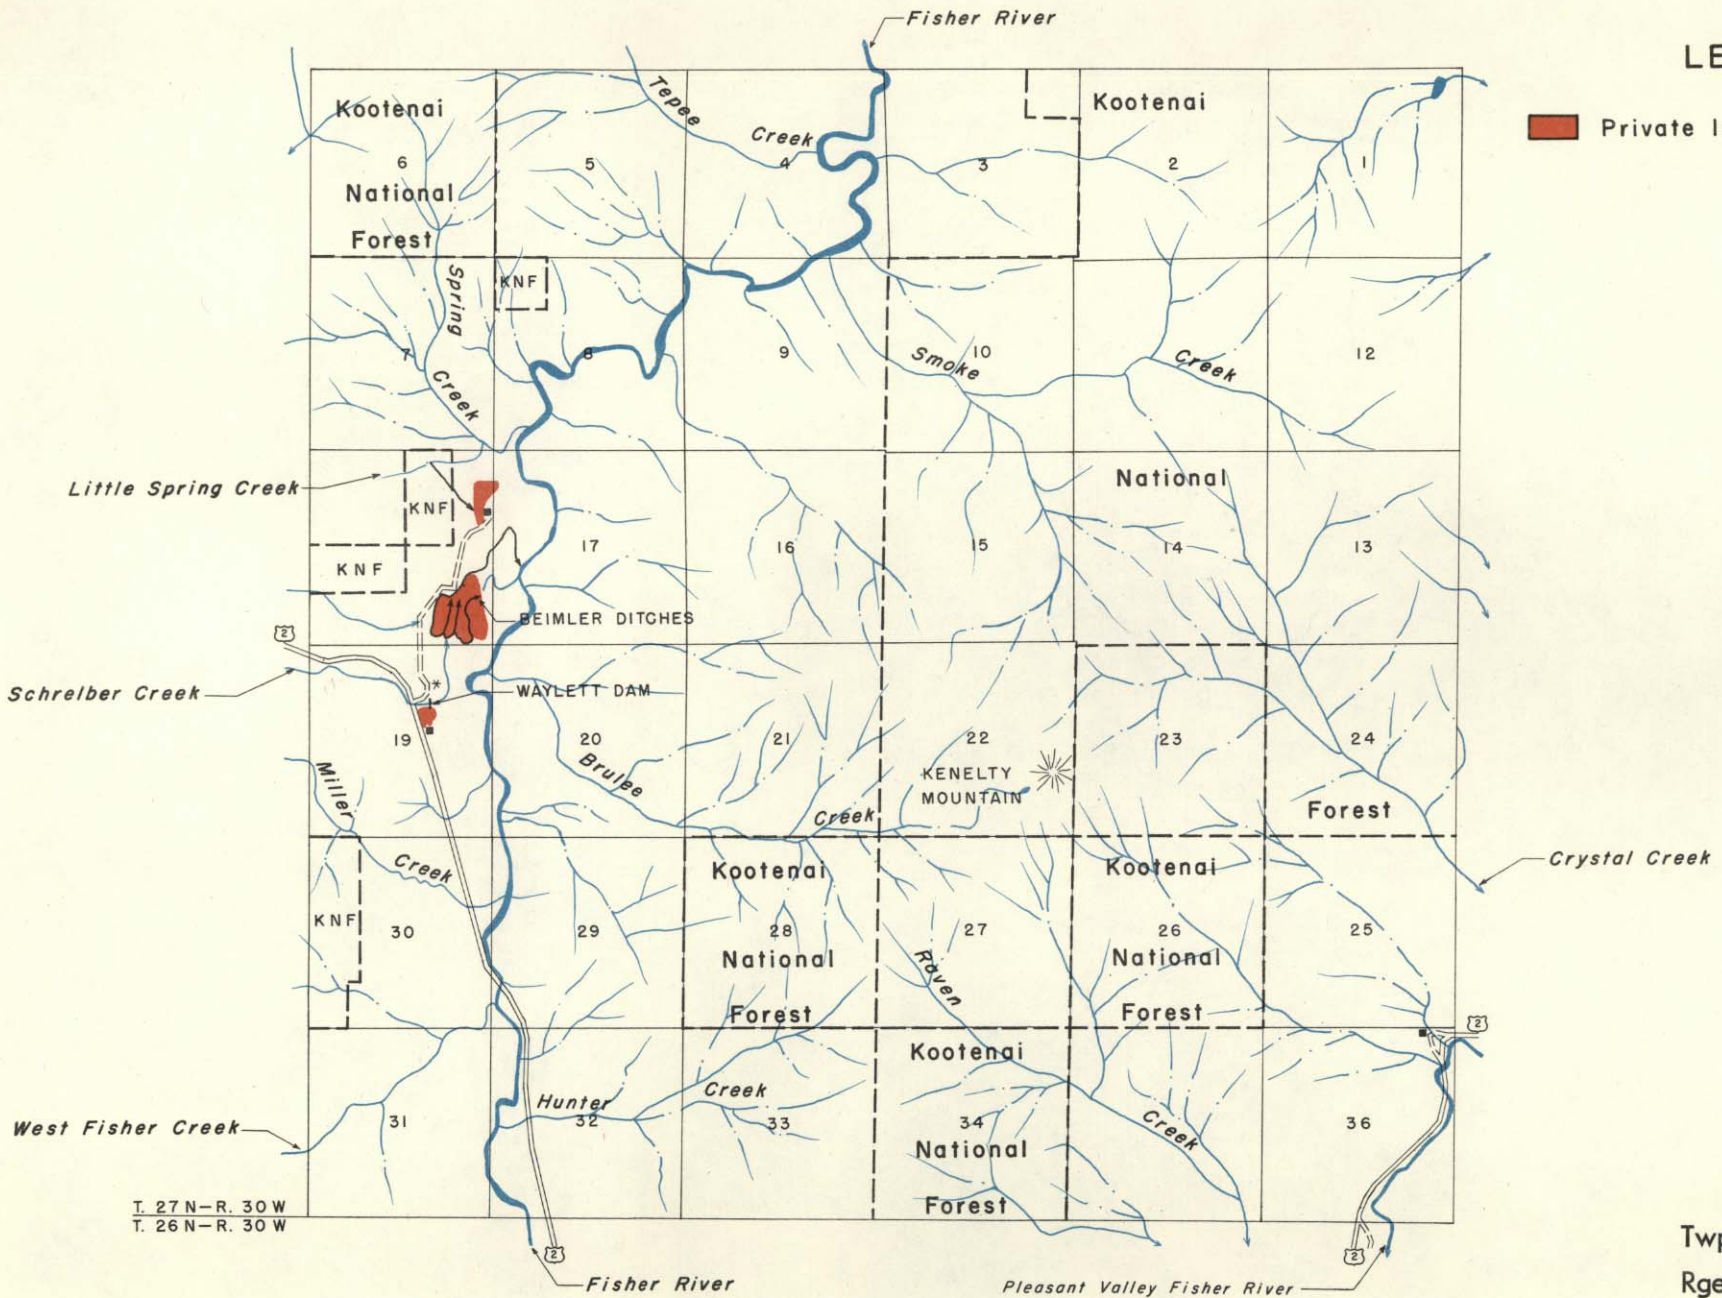 Fisher River
LE
Private
Kootenai
Tepee
Creek
Kootenai
6
5
4
3
2
1
National
Forest
Spring
KNF
7
8
9
Smoke
10
Creek
12
Creek
Little Spring Creek
KNF
KNF
National
17
16
15
14
13
BEIMLER DITCHES
2
Schrelber Creek
*
WAYLETT DAM
19
20
21
22
23
24
Miller
Brulee
KENELTY
MOUNTAIN
Creek
Forest
Creek
Kootenai
Kootenai
Crystal Creek
KNF
30
29
28
27
26
25
National
Raven
National
Forest
Forest
2
Kootenai
Hunter
Creek
West Fisher Creek
31
32
33
34
Creek
36
National
Forest
T. 27 N–R. 30 W
T. 26 N–R. 30 W
2
2
Fisher River
Pleasant Valley Fisher River
Twp
Rge